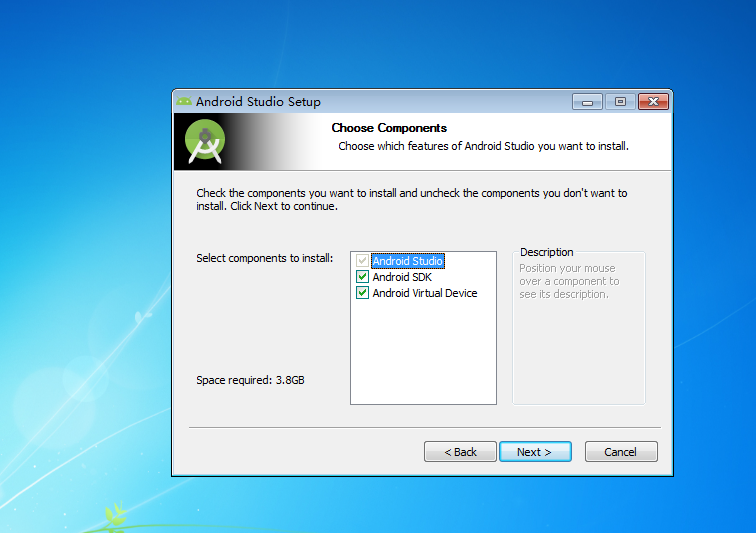 Android Studio Setup
Choose Components
Choose which features of Android Studio you want to install.
Check the components you want to install and uncheck the components you don't want to
install. Click Next to continue.
Select components to install:
Android Studio
Android SDK
Android Virtual Device
Description
Position your mouse
over a component to
see its description.
Space required: 3.8GB
< Back
Next >
Cancel